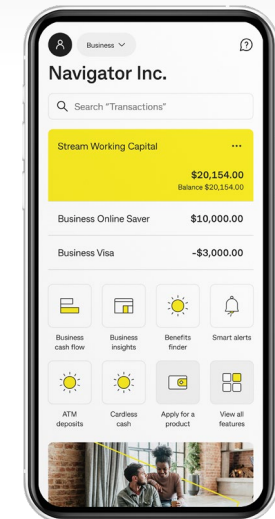 Business
Navigator Inc.
Search "Transactions"
Stream Working Capital
$20,154.00
Balance $20,154.00
Business Online Saver $10,000.00
Business Visa -$3,000.00
Business Business Benefits Smart alerts
cash flow insights finder
ATM Cardless Apply for a View all
deposits cash product features